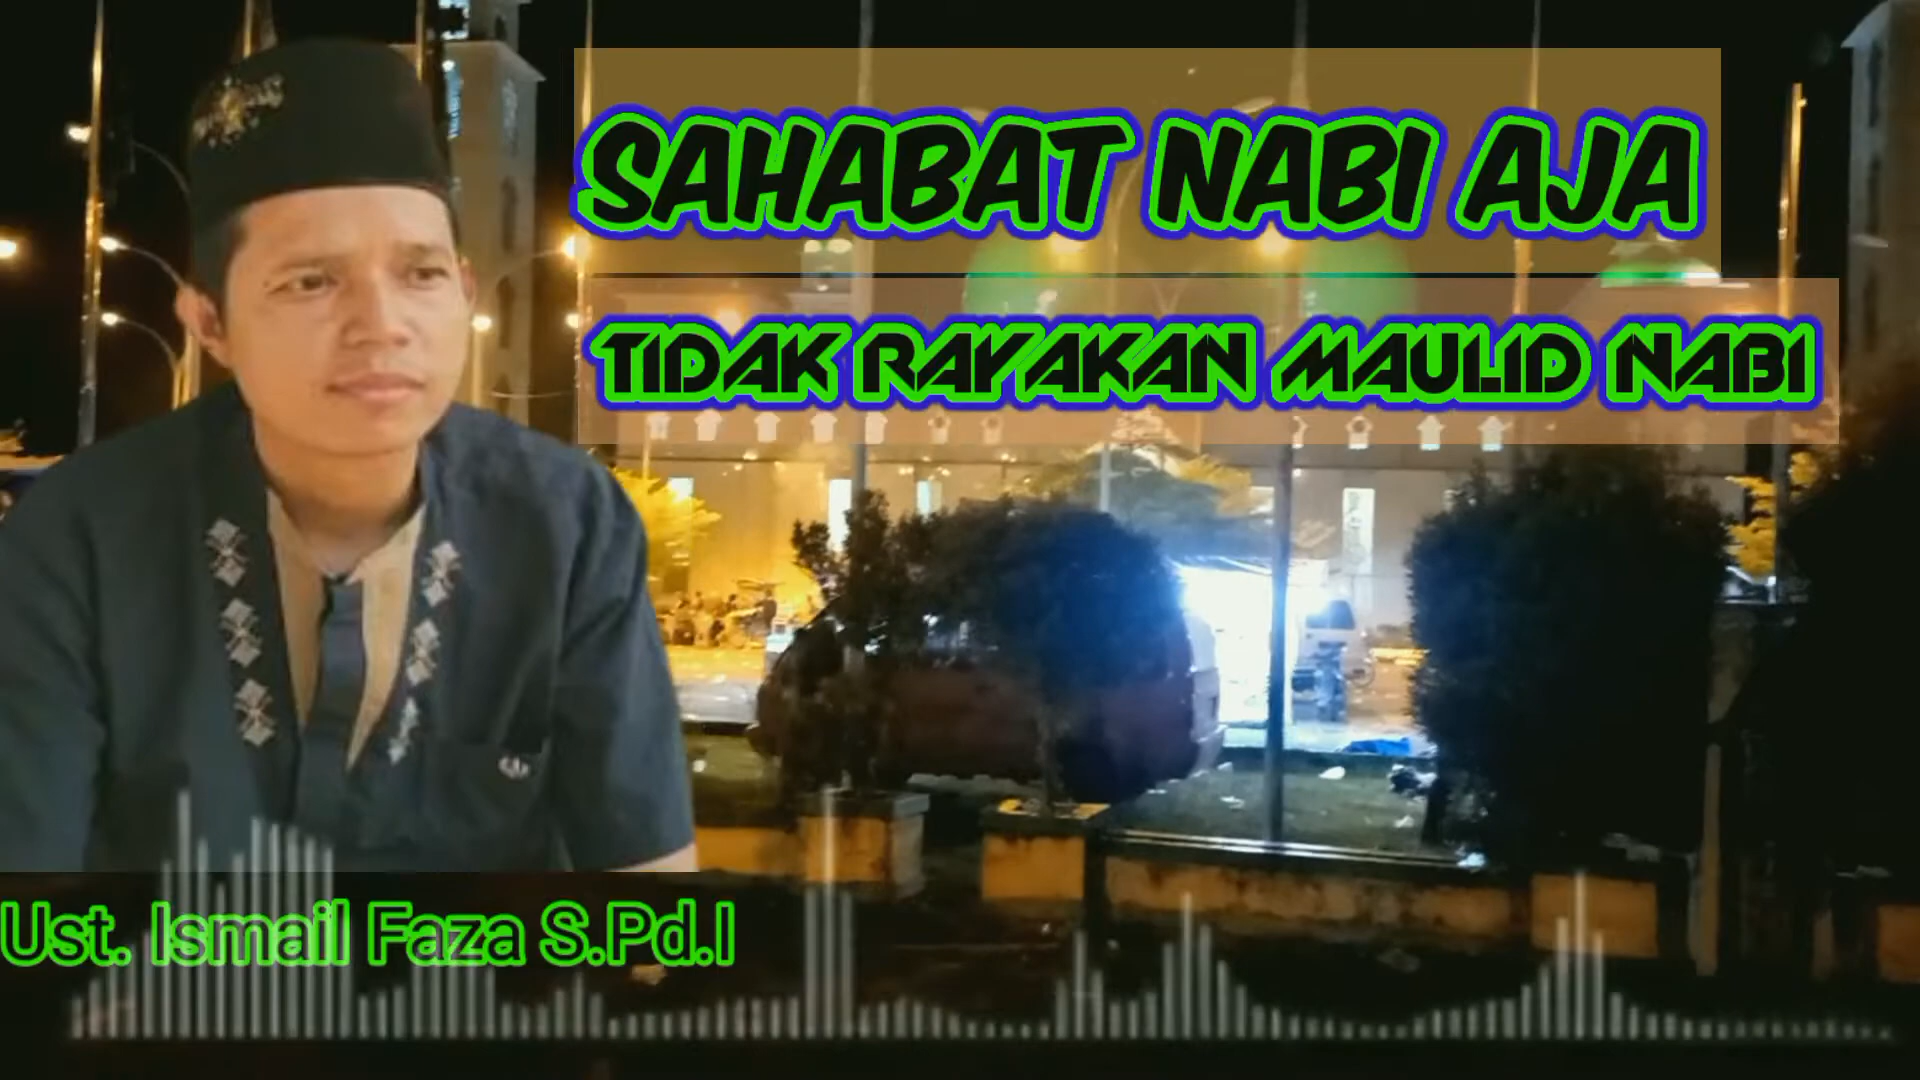 SAHABAT NABI AJA
TIDAK RAYAKAN MAULID NABI
Ust. Ismail Faza S.Pd.I